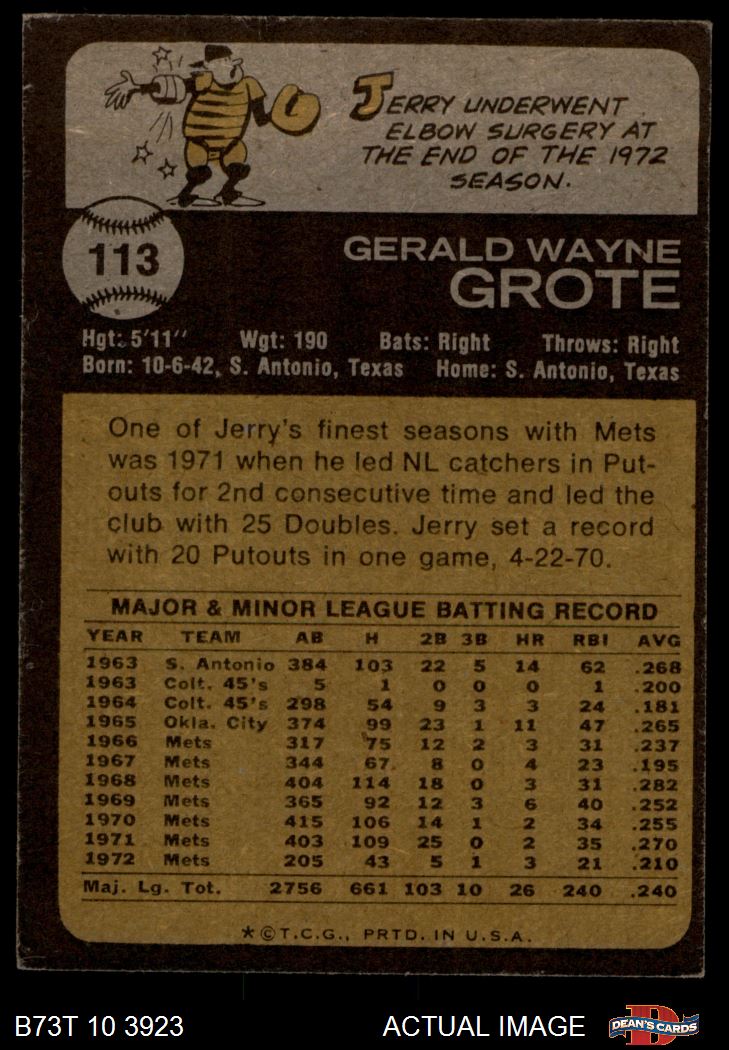 JERRY UNDERWENT
ELBOW SURGERY AT
THE END OF THE 1972
SEASON.
113
GERALD WAYNE
GROTE
Hgt: 5'11" Wgt: 190 Bats: Right Throws: Right
Born: 10-6-42, S. Antonio, Texas Home: S. Antonio, Texas
One of Jerry's finest seasons with Mets
was 1971 when he led NL catchers in Put-
outs for 2nd consecutive time and led the
club with 25 Doubles. Jerry set a record
with 20 Putouts in one game, 4-22-70.
MAJOR & MINOR LEAGUE BATTING RECORD
YEAR TEAM AB H 2B 3B HR RBI AVG
1963 S. Antonio 384 103 22 5 14 62 .268
1963 Colt. 45's 5 1 0 0 0 1 .200
1964 Colt. 45's 298 54 9 3 3 24 .181
1965 Okla. City 374 99 23 1 11 47 .265
1966 Mets 317 75 12 2 3 31 .237
1967 Mets 344 67 8 0 4 23 .195
1968 Mets 404 114 18 0 3 31 .282
1969 Mets 365 92 12 3 6 40 .252
1970 Mets 415 106 14 1 2 34 .255
1971 Mets 403 109 25 0 2 35 .270
1972 Mets 205 43 5 1 3 21 .210
Maj. Lg. Tot. 2756 661 103 10 26 240 .240
*©T.C.G., PRTD. IN U.S.A.
B73T 10 3923 ACTUAL IMAGE DEAN'S CARDS